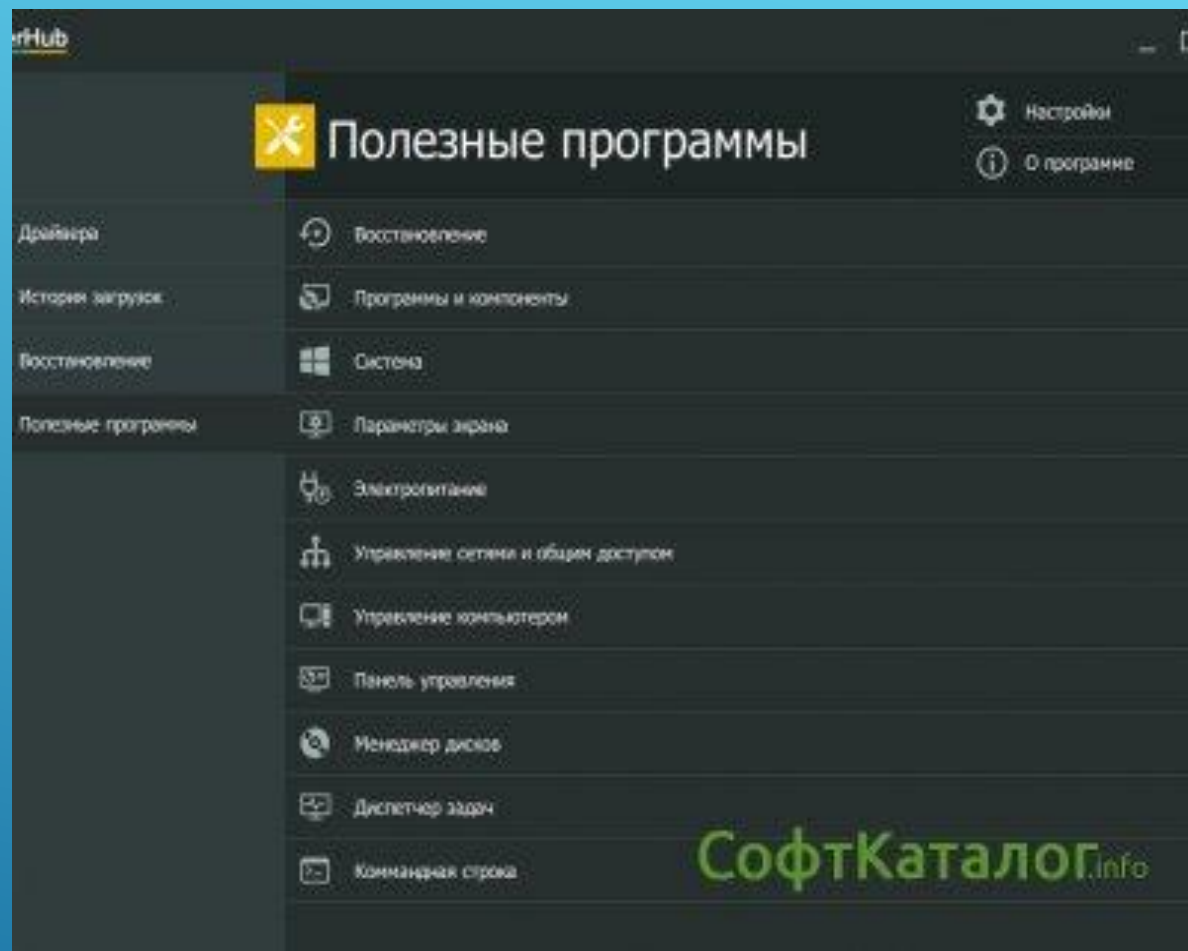 erHub
Полезные программы
Настройки
О программе
Драйвера
История загрузок
Восстановление
Полезные программы
Восстановление
Программы и компоненты
Система
Параметры экрана
Электропитание
Управление сетями и общим доступом
Управление компьютером
Панель управления
Менеджер дисков
Диспетчер задач
Коммандная строка
СофтКаталог.info